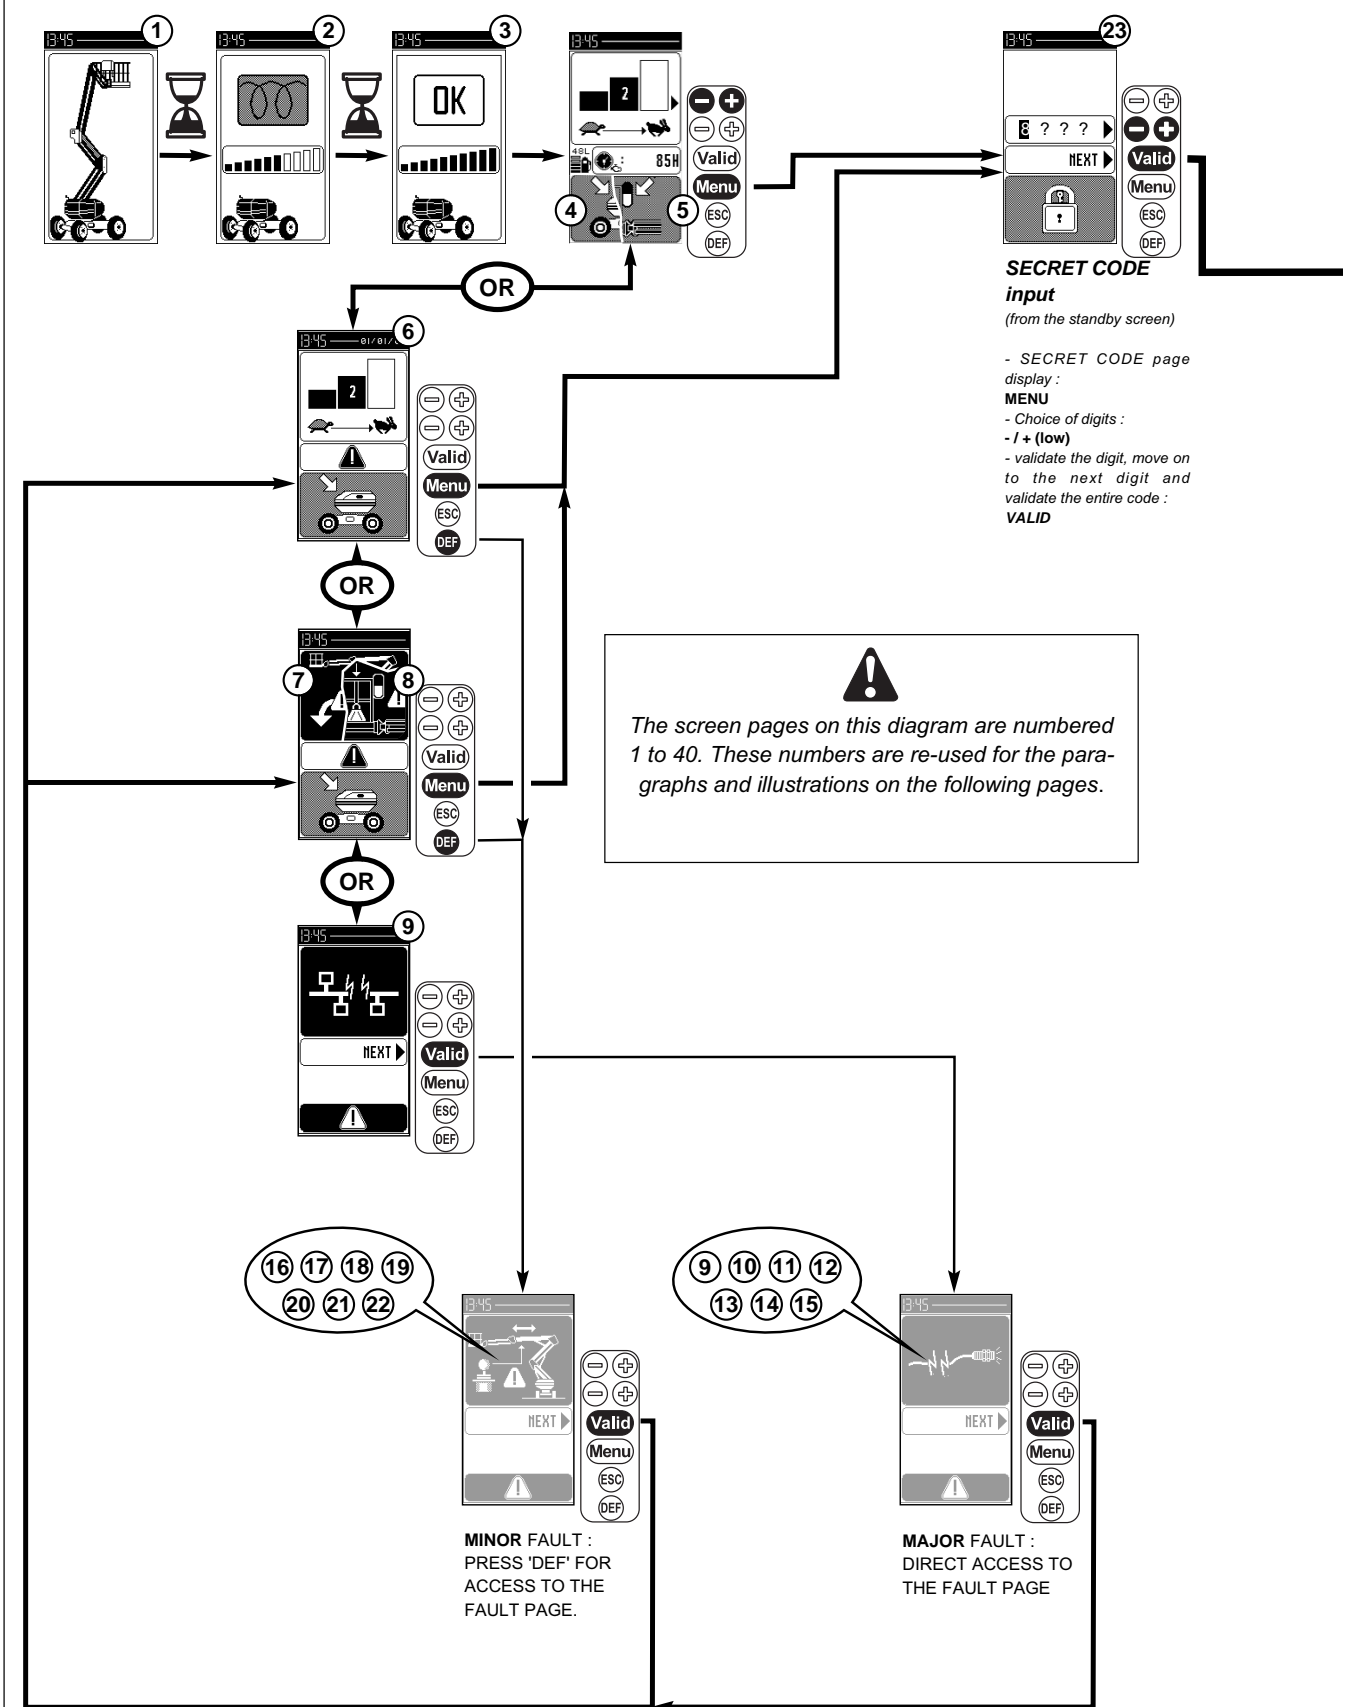 1
2
3
23
13:45
13:45
13:45
13:45
13:45
OK
2
8 ? ? ?
48L
: 85H
Valid
Valid
NEXT
Menu
Menu
4
5
ESC
ESC
DEF
DEF
SECRET CODE
input
(from the standby screen)
- SECRET CODE page
display :
MENU
- Choice of digits :
- / + (low)
- validate the digit, move on
to the next digit and
validate the entire code :
VALID
OR
6
13:45
01/01/
2
Valid
Menu
ESC
DEF
OR
13:45
7
8
Valid
Menu
ESC
DEF
The screen pages on this diagram are numbered
1 to 40. These numbers are re-used for the para-
graphs and illustrations on the following pages.
OR
9
13:45
NEXT
Valid
Menu
ESC
DEF
16 17 18 19
20 21 22
9 10 11 12
13 14 15
13:45
13:45
NEXT
Valid
NEXT
Valid
Menu
Menu
ESC
ESC
DEF
DEF
MINOR FAULT :
PRESS 'DEF' FOR
ACCESS TO THE
FAULT PAGE.
MAJOR FAULT :
DIRECT ACCESS TO
THE FAULT PAGE